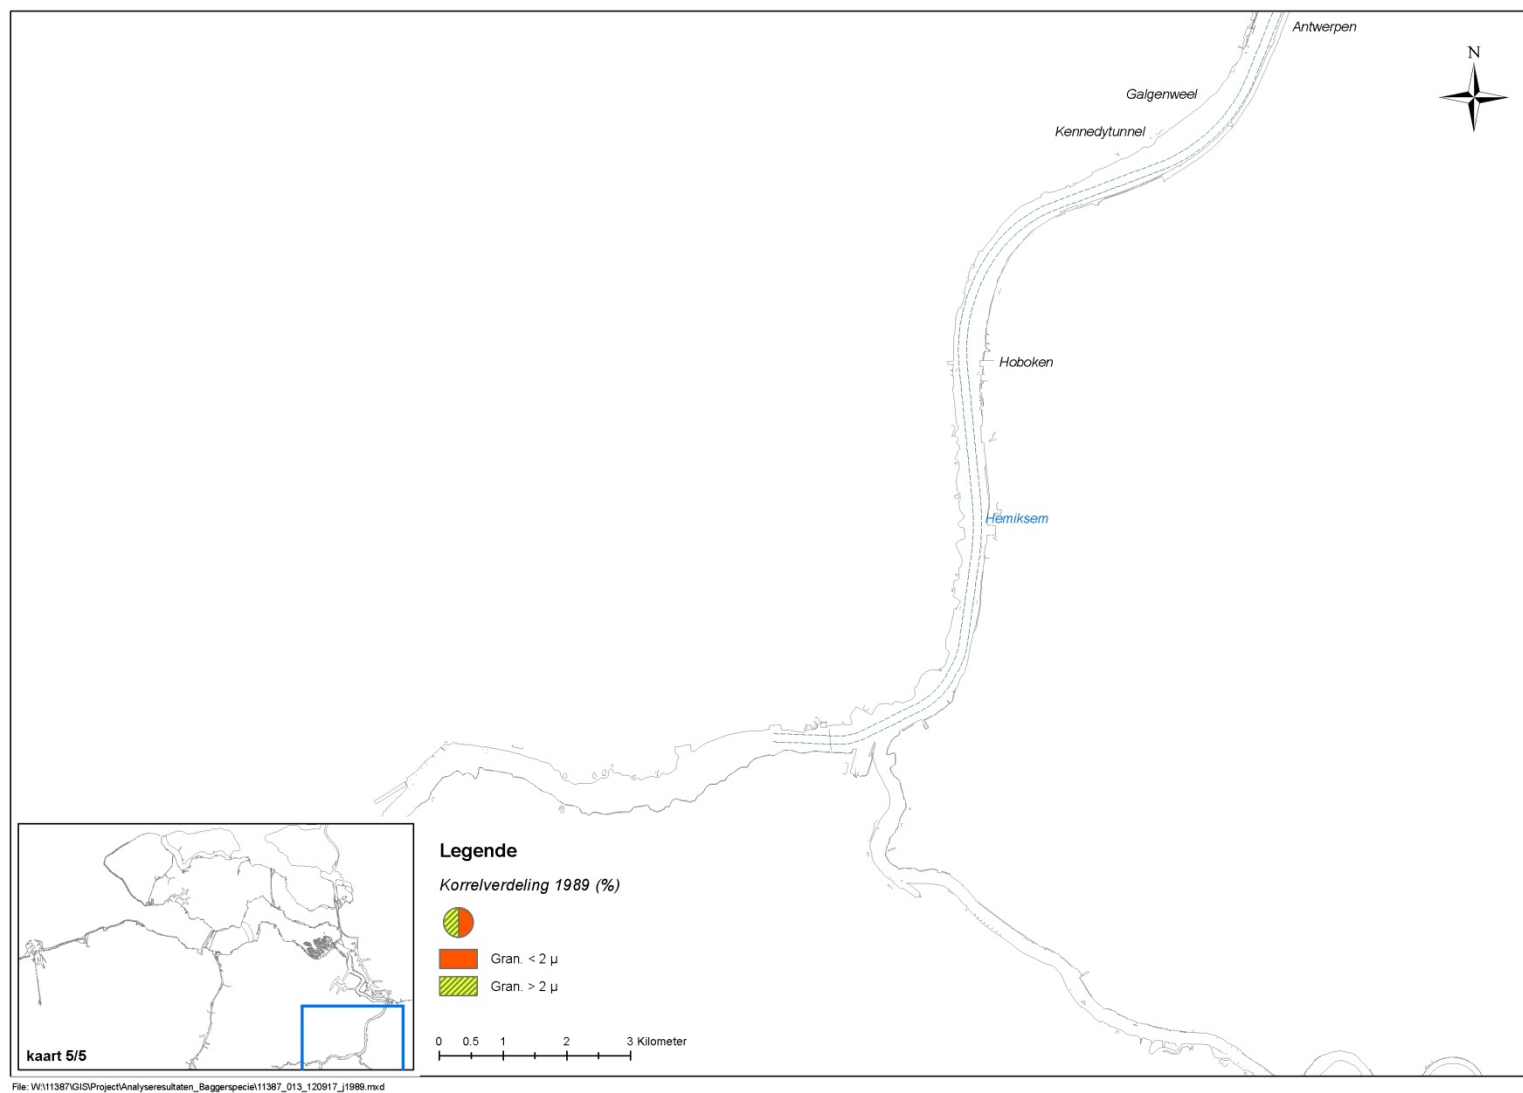 Antwerpen
N
Galgenweel
Kennedytunnel
Hoboken
Hemiksem
Legende
Korrelverdeling 1989 (%)
Gran. < 2 µ
Gran. > 2 µ
0 0.5 1 2 3 Kilometer
kaart 5/5
File: W:\11387\GIS\Project\Analyseresultaten_Baggerspecie\11387_013_120917_j1989.mxd